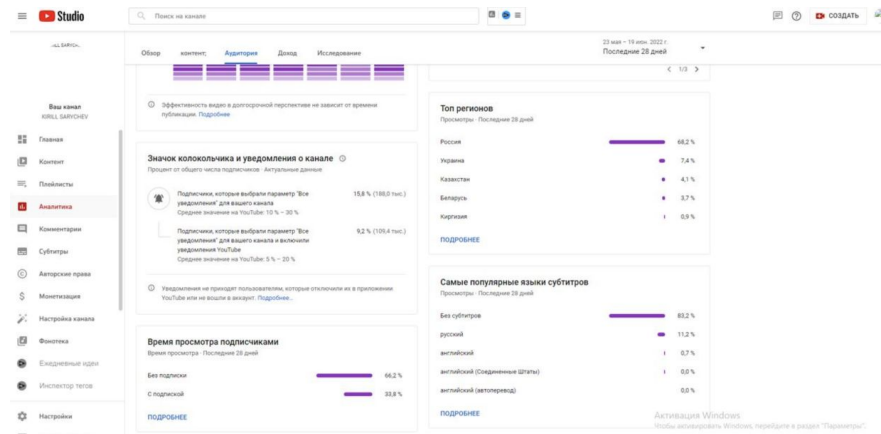 Studio
Поиск на канале
СОЗДАТЬ
Обзор
контент;
Аудитория
Доход
Исследование
23 мая – 19 июн. 2022 г.
Последние 28 дней
1/3
Ваш канал
KIRILL SARYCHEV
Главная
Контент
Плейлисты
Аналитика
Комментарии
Субтитры
Авторские права
Монетизация
Настройка канала
Фонотека
Ежедневные идеи
Инспектор тегов
Настройки
Эффективность видео в долгосрочной перспективе не зависит от времени
публикации. Подробнее
Значок колокольчика и уведомления о канале
Процент от общего числа подписчиков · Актуальные данные
Подписчики, которые выбрали параметр "Все
уведомления" для вашего канала
15,8 % (188,0 тыс.)
Среднее значение на YouTube: 10 % – 30 %
Подписчики, которые выбрали параметр "Все
уведомления" для вашего канала и включили
уведомления YouTube
9,2 % (109,4 тыс.)
Среднее значение на YouTube: 5 % – 20 %
Уведомления не приходят пользователям, которые отключили их в приложении
YouTube или не вошли в аккаунт. Подробнее...
Время просмотра подписчиками
Время просмотра · Последние 28 дней
Без подписки 66,2 %
С подпиской 33,8 %
ПОДРОБНЕЕ
Топ регионов
Просмотры · Последние 28 дней
Россия 68,2 %
Украина 7,4 %
Казахстан 4,1 %
Беларусь 3,7 %
Киргизия 0,9 %
ПОДРОБНЕЕ
Самые популярные языки субтитров
Просмотры · Последние 28 дней
Без субтитров 83,2 %
русский 11,2 %
английский 0,7 %
английский (Соединенные Штаты) 0,0 %
английский (автоперевод) 0,0 %
ПОДРОБНЕЕ
Активация Windows
Чтобы активировать Windows, перейдите в раздел "Параметры".